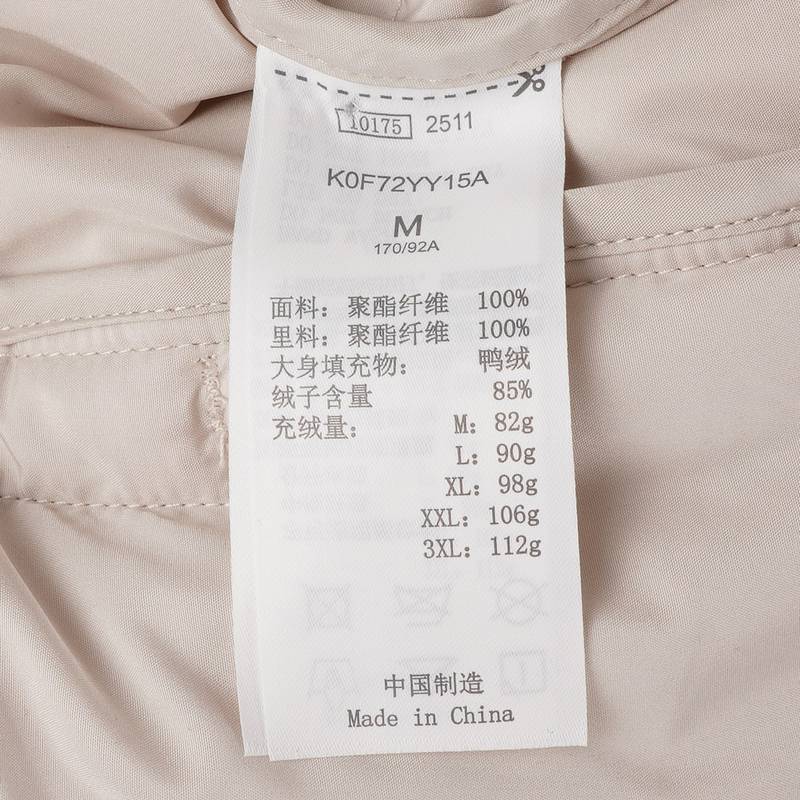 10175 2511
K0F72YY15A
M
170/92A
面料：聚酯纤维 100%
里料：聚酯纤维 100%
大身填充物： 鸭绒
绒子含量 85%
充绒量： M：82g
L：90g
XL：98g
XXL：106g
3XL：112g
中国制造
Made in China